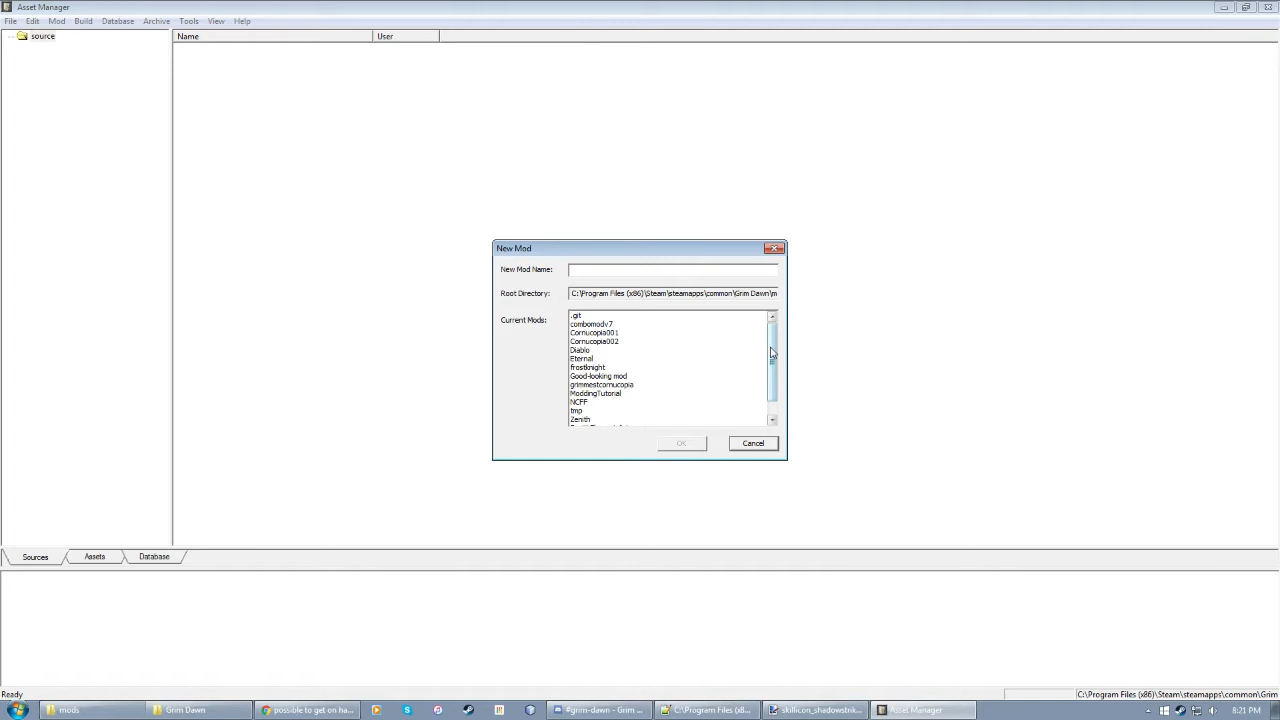 Asset Manager
File Edit Mod Build Database Archive Tools View Help
source
Name User
New Mod
New Mod Name:
Root Directory: C:\Program Files (x86)\Steam\steamapps\common\Grim Dawn\m
Current Mods:
.git
combomodv7
Cornucopia001
Cornucopia002
Diablo
Eternal
frostknight
Good-looking mod
grimmestcornucopia
ModdingTutorial
NCFF
tmp
Zenith
OK Cancel
Sources Assets Database
Ready C:\Program Files (x86)\Steam\steamapps\common\Grim
mods Grim Dawn possible to get on ha... #grim-dawn - Grim ... C:\Program Files (x8... skillicon_shadowstrik... Asset Manager 8:21 PM